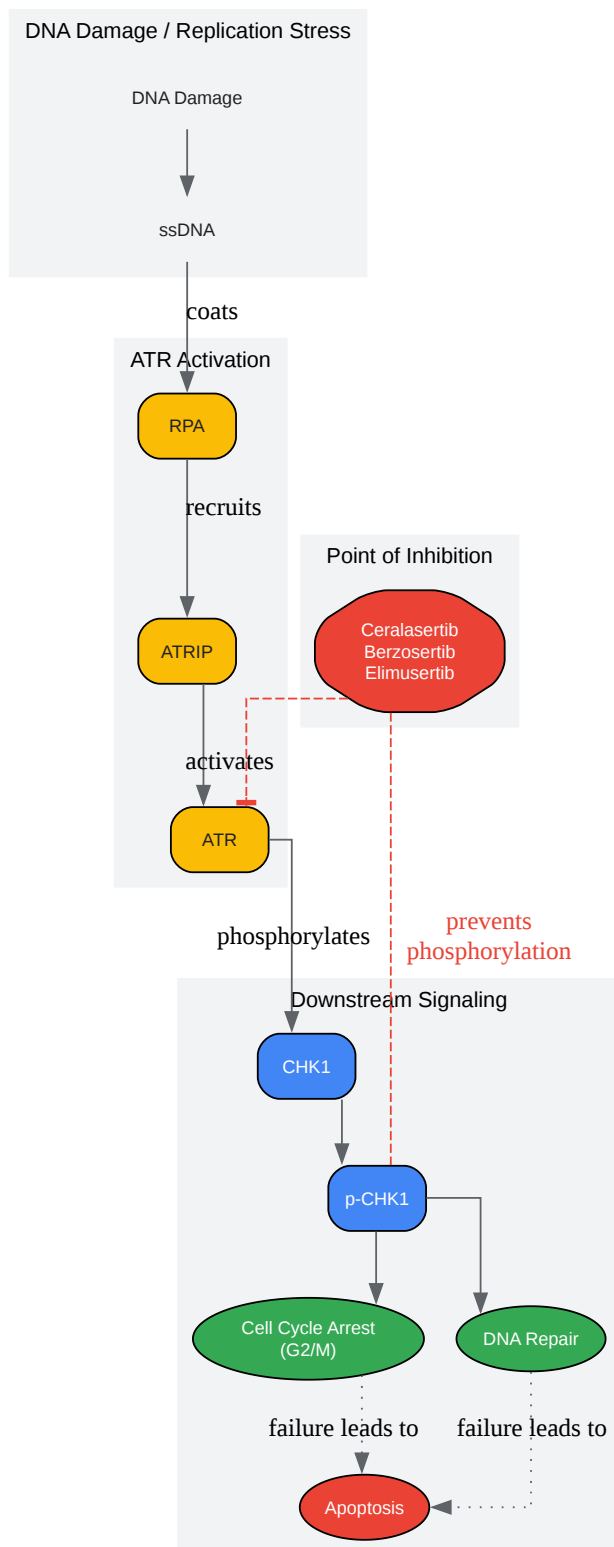 DNA Damage / Replication Stress
DNA Damage
ssDNA
coats
ATR Activation
RPA
recruits
Point of Inhibition
Ceralasertib
Berzosertib
Elimusertib
ATRIP
activates
ATR
phosphorylates
prevents
phosphorylation
Downstream Signaling
CHK1
p-CHK1
Cell Cycle Arrest
(G2/M)
DNA Repair
failure leads to
failure leads to
Apoptosis